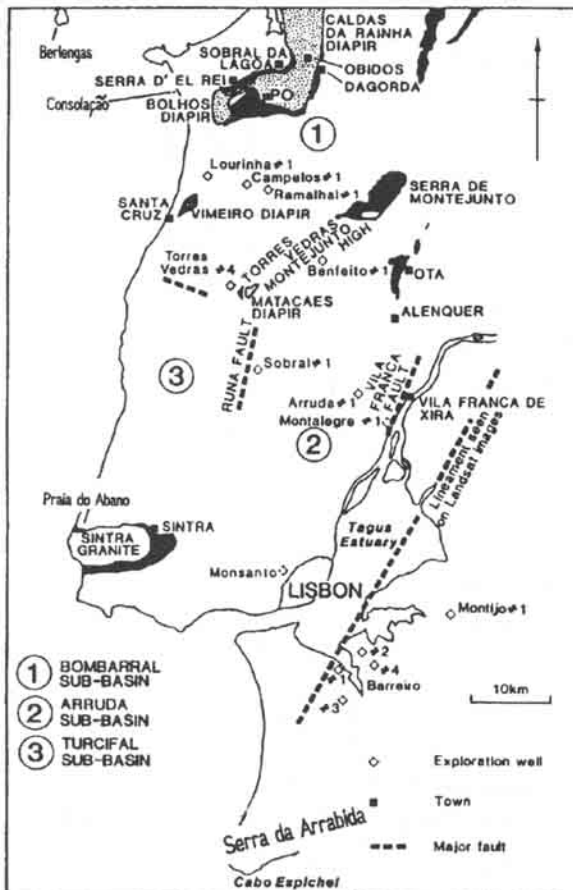 Berlengas
CALDAS
DA RAINHA
DIAPIR
SOBRAL DA
LAGOA
SERRA D' EL REI
OBIDOS
DAGORDA
Consolação
PO
BOLHOS
DIAPIR
1
Lourinha #1
Campelos #1
Ramalhal #1
SERRA DE
MONTEJUNTO
SANTA
CRUZ
VIMEIRO DIAPIR
TORRES
VEDRAS
MONTEJUNTO
HIGH
Torres
Vedras #4
Benfeito #1
OTA
MATACAES
DIAPIR
ALENQUER
RUNA FAULT
3
Sobral #1
VILA
FRANCA
FAULT
Arruda #1
VILA FRANCA DE
XIRA
Montalegre #1
2
Lineament seen
on Landsat images
Praia do Abano
SINTRA
SINTRA
GRANITE
Tagus
Estuary
Monsanto
LISBON
Montijo #1
#2
#4
#1
Barreiro
#3
10km
1 BOMBARRAL
SUB-BASIN
2 ARRUDA
SUB-BASIN
3 TURCIFAL
SUB-BASIN
Exploration well
Town
Major fault
Serra da Arrabida
Cabo Espichel